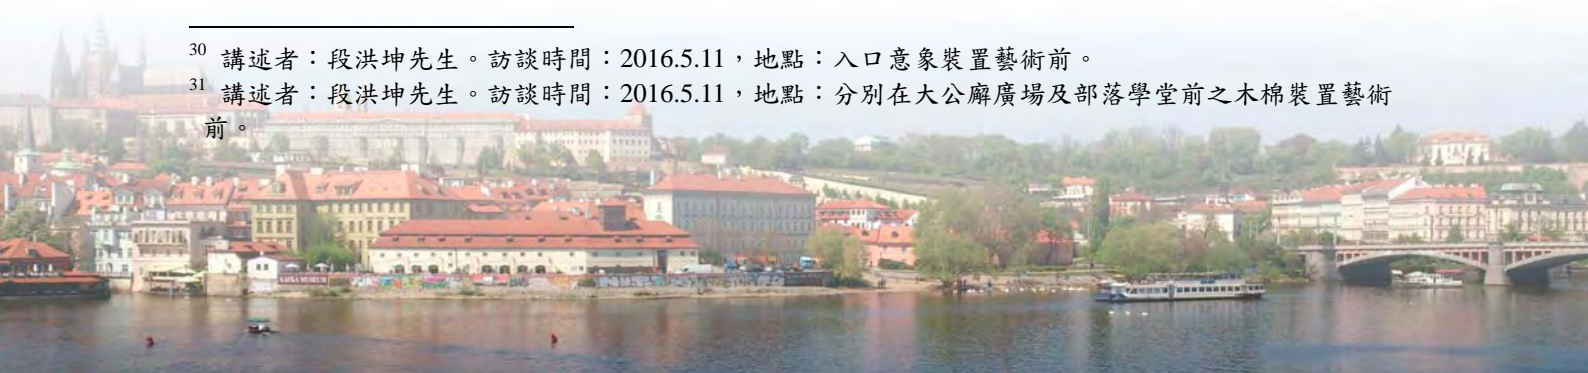 30 講述者：段洪坤先生。訪談時間：2016.5.11，地點：入口意象裝置藝術前。
31 講述者：段洪坤先生。訪談時間：2016.5.11，地點：分別在大公廨廣場及部落學堂前之木棉裝置藝術
前。
KAFKA MUSEUM